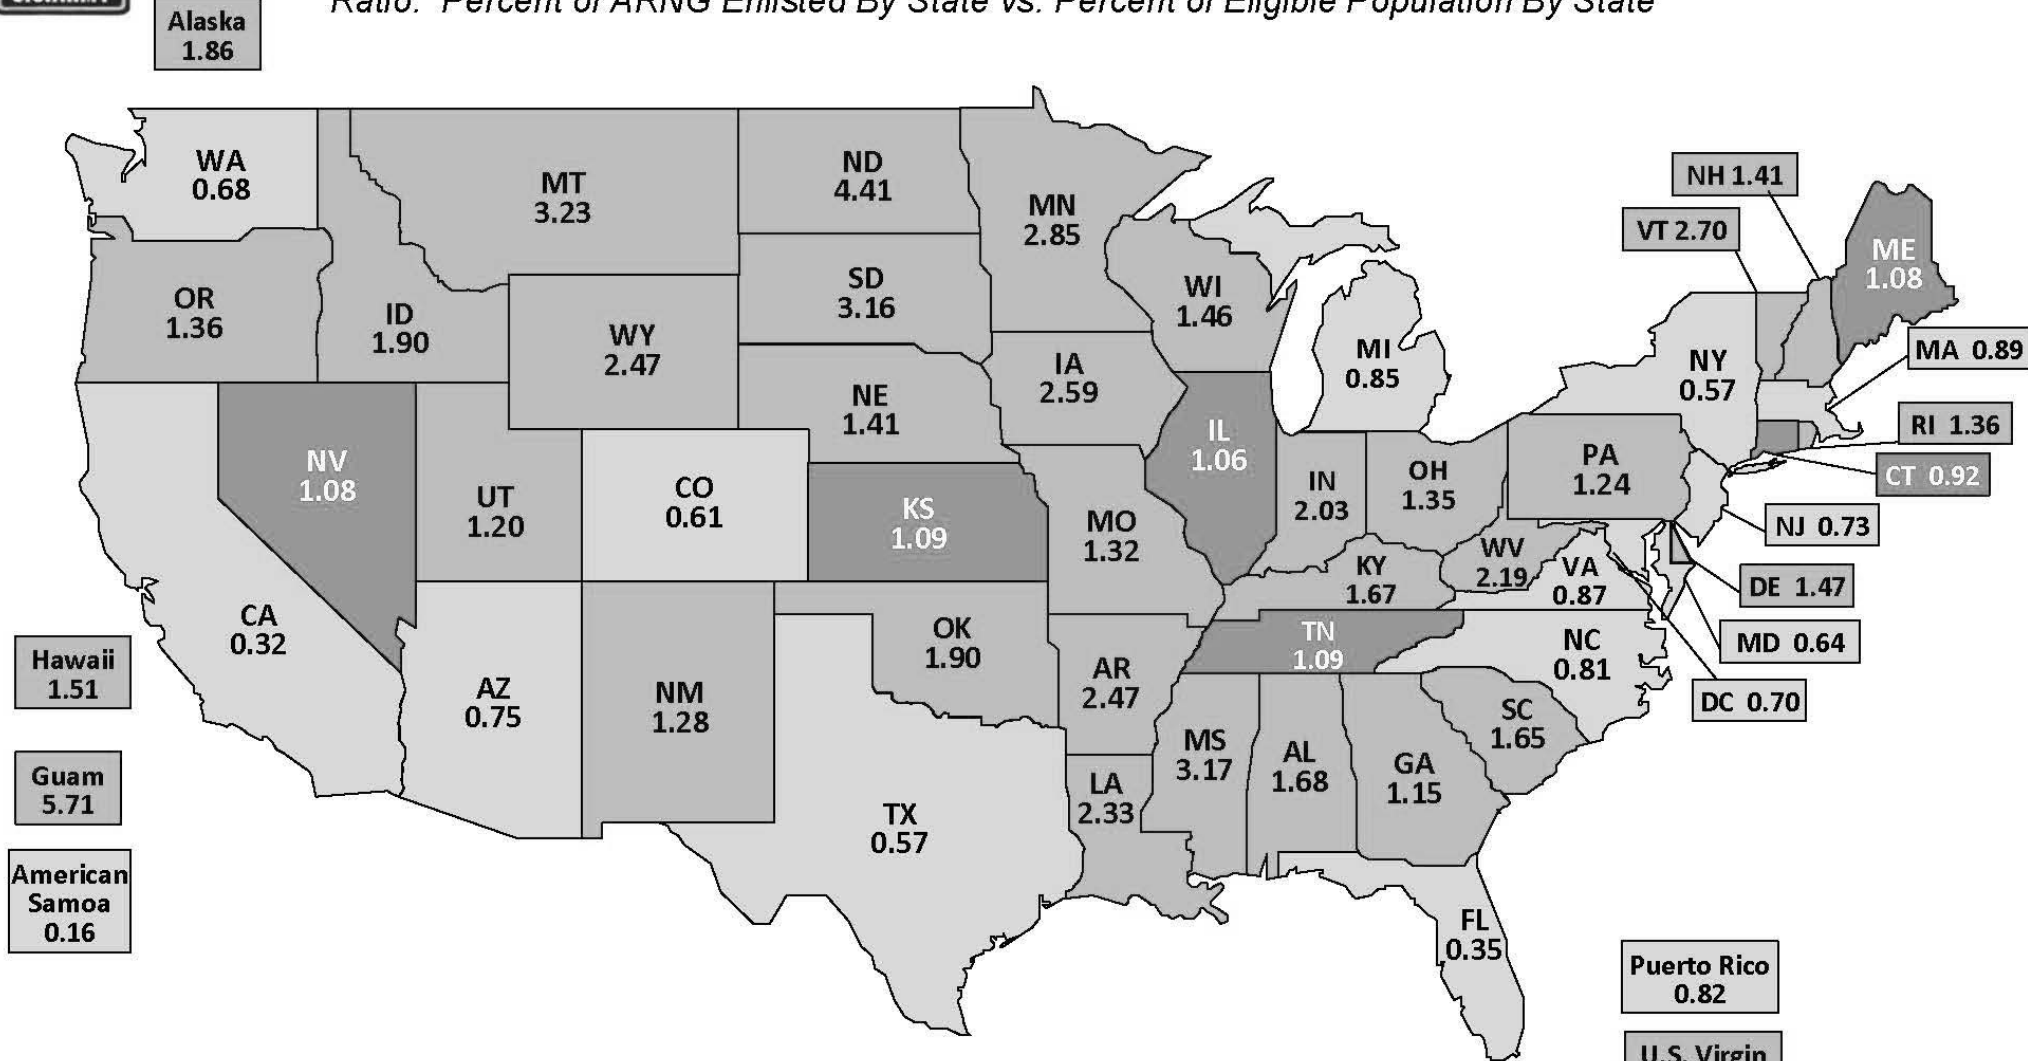 Ratio: Percent of ARNG Enlisted By State vs. Percent of Eligible Population By State
Alaska
1.86
WA
0.68
MT
3.23
ND
4.41
MN
2.85
NH 1.41
VT 2.70
ME
1.08
OR
1.36
ID
1.90
WY
2.47
SD
3.16
WI
1.46
MI
0.85
NY
0.57
MA 0.89
NE
1.41
IA
2.59
RI 1.36
CT 0.92
NV
1.08
UT
1.20
CO
0.61
KS
1.09
MO
1.32
IL
1.06
IN
2.03
OH
1.35
PA
1.24
NJ 0.73
WV
2.19
VA
0.87
DE 1.47
KY
1.67
MD 0.64
DC 0.70
CA
0.32
AZ
0.75
NM
1.28
OK
1.90
AR
2.47
TN
1.09
NC
0.81
SC
1.65
Hawaii
1.51
Guam
5.71
American
Samoa
0.16
TX
0.57
LA
2.33
MS
3.17
AL
1.68
GA
1.15
FL
0.35
Puerto Rico
0.82
U.S. Virgin